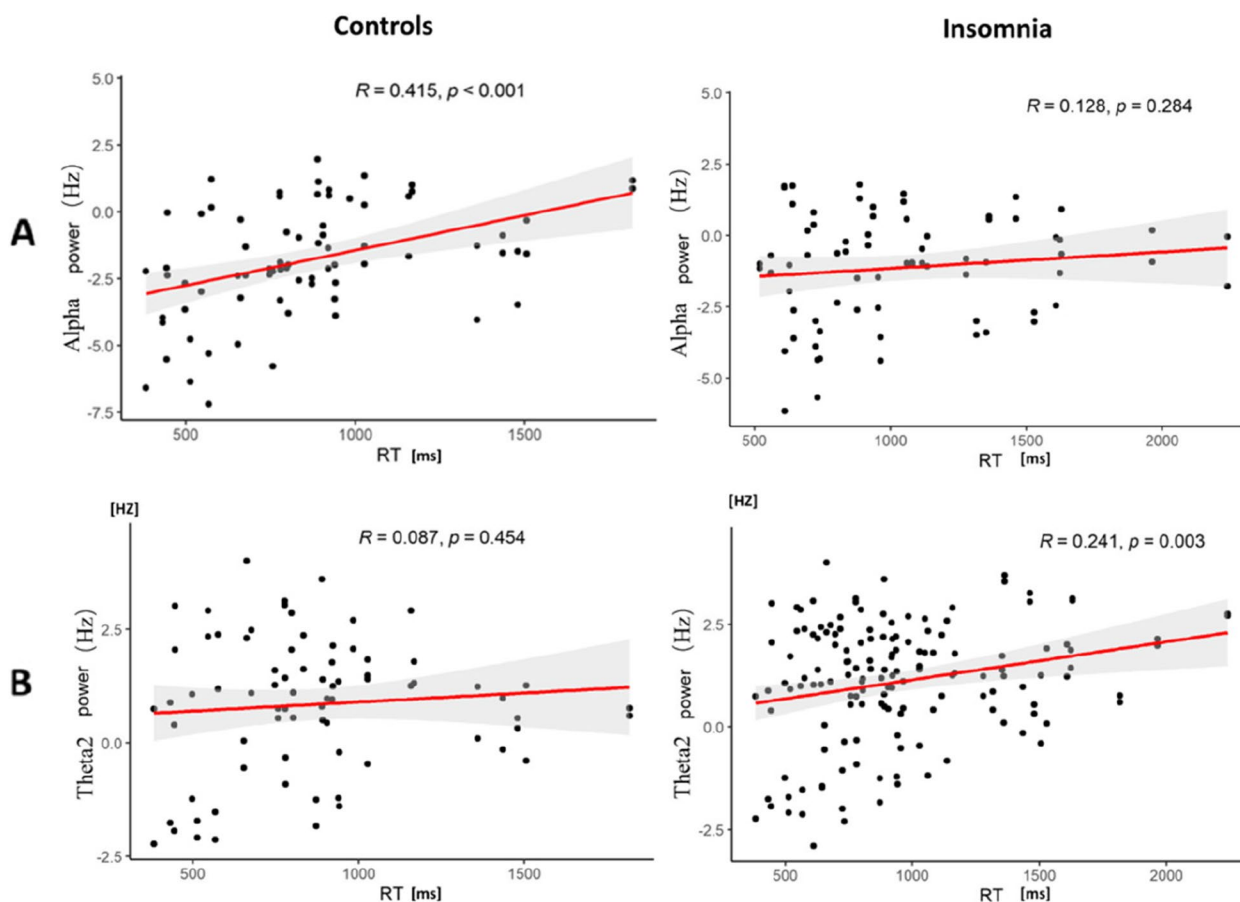 Controls
Insomnia
A
R = 0.415, p < 0.001
Alpha power (Hz)
5.0
2.5
0.0
-2.5
-5.0
-7.5
500
1000
1500
RT [ms]
R = 0.128, p = 0.284
Alpha power (Hz)
5.0
2.5
0.0
-2.5
-5.0
500
1000
1500
2000
RT [ms]
B
[HZ]
R = 0.087, p = 0.454
Theta2 power (Hz)
2.5
0.0
-2.5
500
1000
1500
RT [ms]
[HZ]
R = 0.241, p = 0.003
Theta2 power (Hz)
2.5
0.0
-2.5
500
1000
1500
2000
RT [ms]